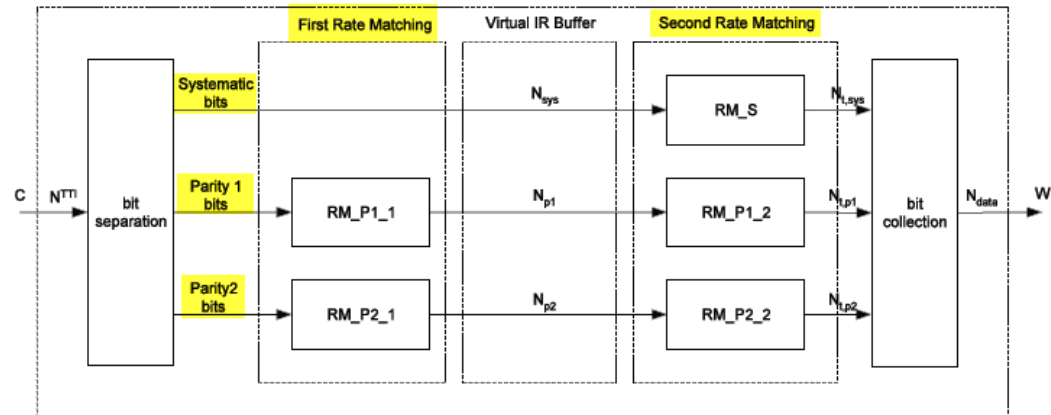 First Rate Matching
Virtual IR Buffer
Second Rate Matching
Systematic
bits
N_sys
RM_S
N_t,sys
C
N^TTI
bit
separation
Parity 1
bits
RM_P1_1
N_p1
RM_P1_2
N_t,p1
bit
collection
N_data
W
Parity2
bits
RM_P2_1
N_p2
RM_P2_2
N_t,p2